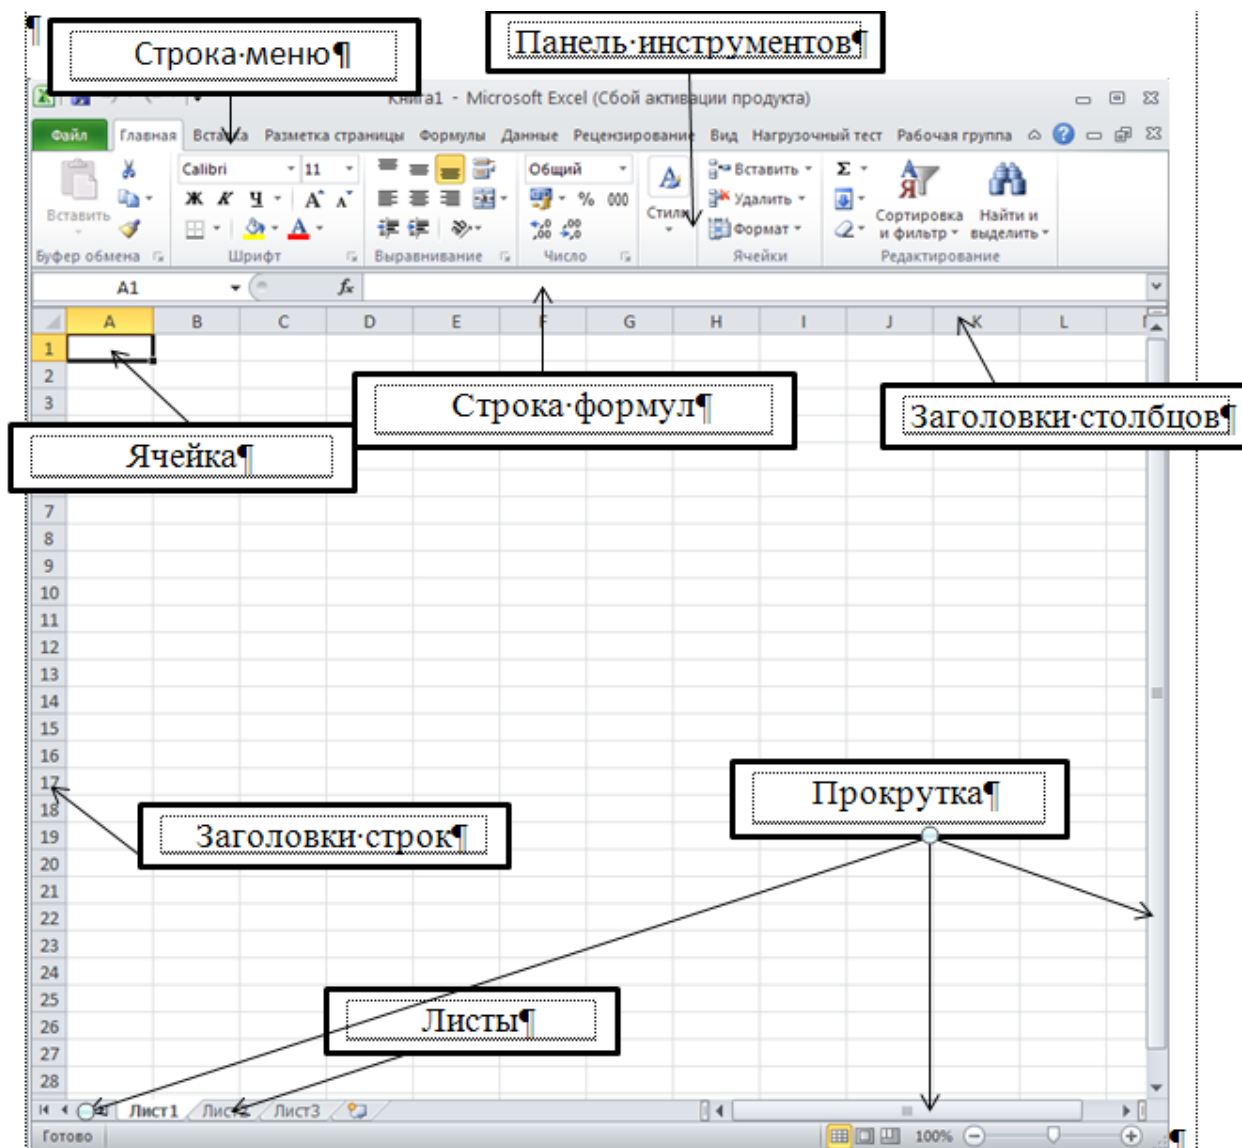 ¶
Строка·меню¶
Панель·инструментов¶
Книга1 - Microsoft Excel (Сбой активации продукта)
Файл Главная Вставка Разметка страницы Формулы Данные Рецензирование Вид Нагрузочный тест Рабочая группа
Calibri 11 Общий Вставить Σ
Ж К Ч % 000 Удалить
Вставить Стили Формат Сортировка и фильтр Найти и выделить
Буфер обмена Шрифт Выравнивание Число Ячейки Редактирование
A1 fx
A B C D E F G H I J K L
1
2
3
Строка·формул¶
Заголовки·столбцов¶
Ячейка¶
7
8
9
10
11
12
13
14
15
16
17
Прокрутка¶
18
Заголовки·строк¶
19
20
21
22
23
24
25
Листы¶
26
27
28
Лист1 Лист2 Лист3
Готово 100% ¶